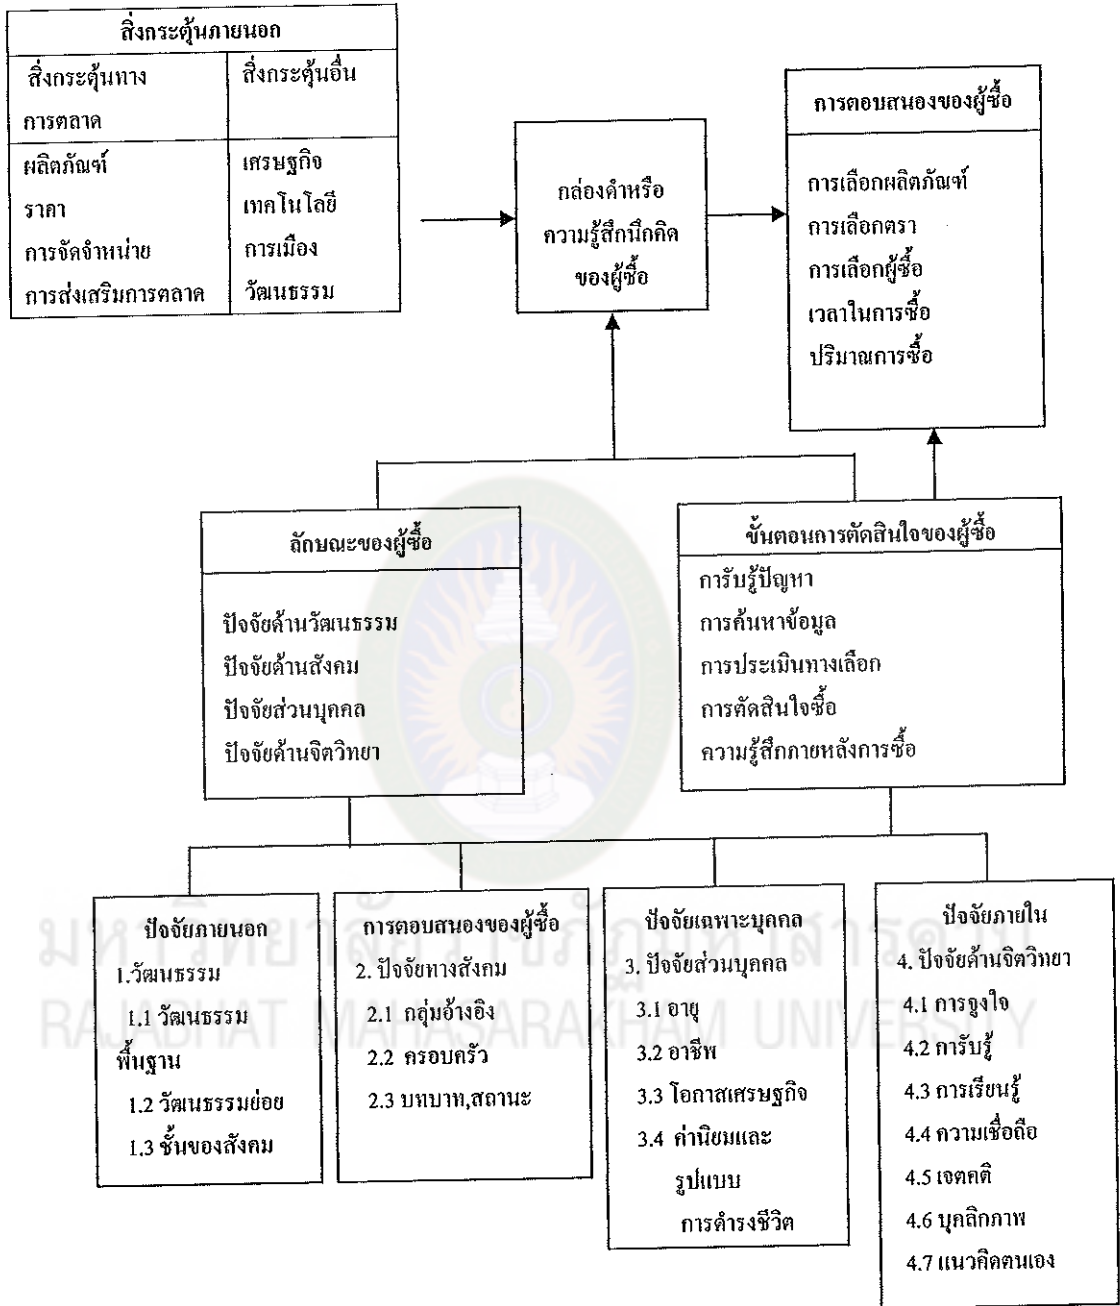 สิ่งกระตุ้นภายนอก
สิ่งกระตุ้นทาง
การตลาด
สิ่งกระตุ้นอื่น
ผลิตภัณฑ์
ราคา
การจัดจำหน่าย
การส่งเสริมการตลาด
เศรษฐกิจ
เทคโนโลยี
การเมือง
วัฒนธรรม
กล่องดำหรือ
ความรู้สึกนึกคิด
ของผู้ซื้อ
การตอบสนองของผู้ซื้อ
การเลือกผลิตภัณฑ์
การเลือกตรา
การเลือกผู้ซื้อ
เวลาในการซื้อ
ปริมาณการซื้อ
ลักษณะของผู้ซื้อ
ปัจจัยด้านวัฒนธรรม
ปัจจัยด้านสังคม
ปัจจัยส่วนบุคคล
ปัจจัยด้านจิตวิทยา
ขั้นตอนการตัดสินใจของผู้ซื้อ
การับรู้ปัญหา
การค้นหาข้อมูล
การประเมินทางเลือก
การตัดสินใจซื้อ
ความรู้สึกภายหลังการซื้อ
ปัจจัยภายนอก
1.วัฒนธรรม
1.1 วัฒนธรรม
พื้นฐาน
1.2 วัฒนธรรมย่อย
1.3 ชั้นของสังคม
การตอบสนองของผู้ซื้อ
2. ปัจจัยทางสังคม
2.1 กลุ่มอ้างอิง
2.2 ครอบครัว
2.3 บทบาท,สถานะ
ปัจจัยเฉพาะบุคคล
3. ปัจจัยส่วนบุคคล
3.1 อายุ
3.2 อาชีพ
3.3 โอกาสเศรษฐกิจ
3.4 ค่านิยมและ
รูปแบบ
การดำรงชีวิต
ปัจจัยภายใน
4. ปัจจัยด้านจิตวิทยา
4.1 การจูงใจ
4.2 การับรู้
4.3 การเรียนรู้
4.4 ความเชื่อถือ
4.5 เจตคติ
4.6 บุคลิกภาพ
4.7 แนวคิดตนเอง
มหาวิทยาลัยราชภัฏมหาสารคาม
RAJABHAT MAHASARAKHAM UNIVERSITY